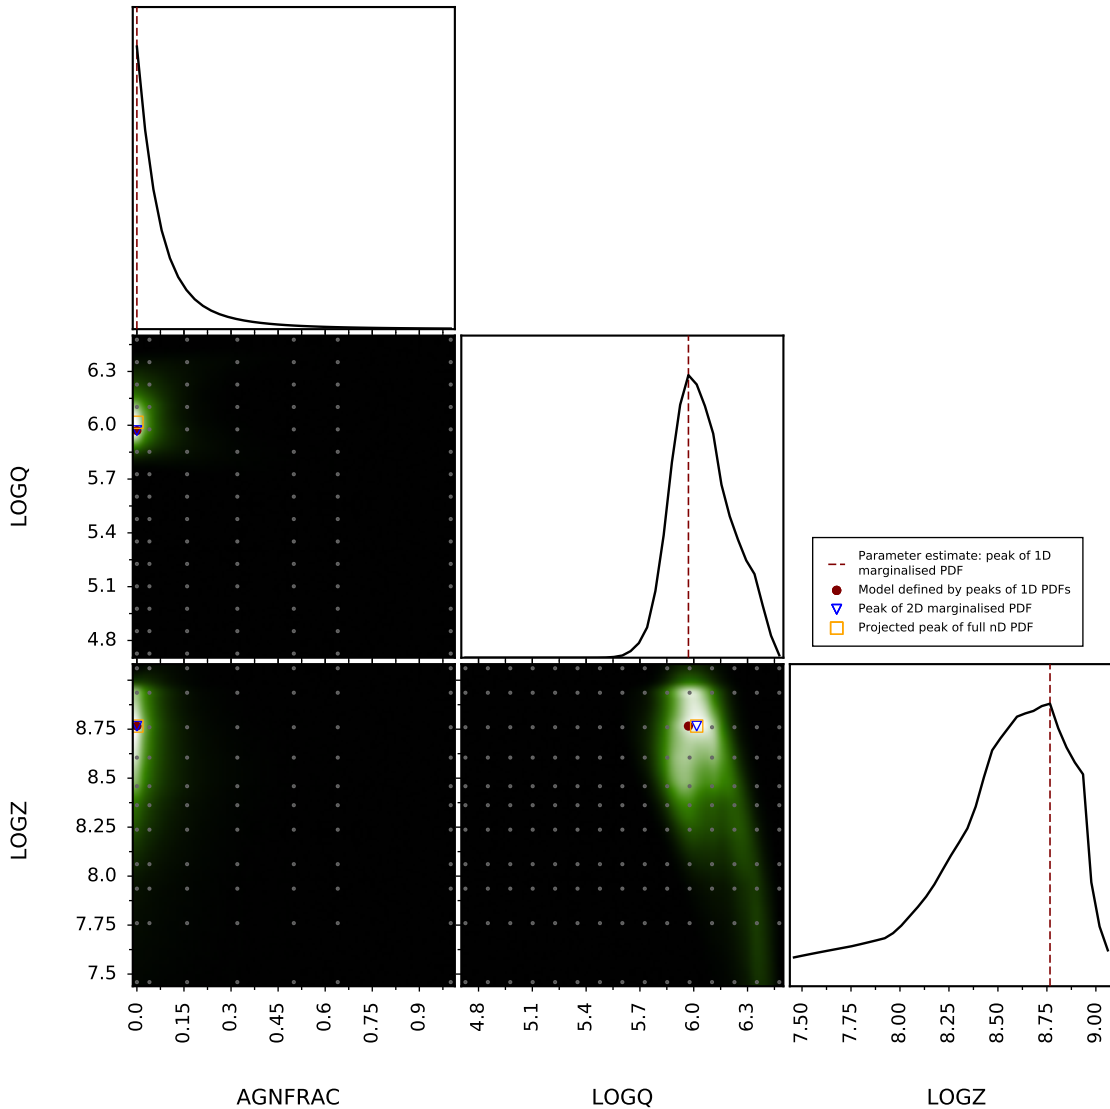 6.3
6.0
5.7
5.4
5.1
4.8
LOGQ
Parameter estimate: peak of 1D
marginalised PDF
Model defined by peaks of 1D PDFs
Peak of 2D marginalised PDF
Projected peak of full nD PDF
8.75
8.5
8.25
8.0
7.75
7.5
LOGZ
0.0 0.15 0.3 0.45 0.75 0.9
4.8 5.1 5.4 5.7 6.0 6.3
7.50 7.75 8.00 8.25 8.50 8.75 9.00
AGNFRAC LOGQ LOGZ